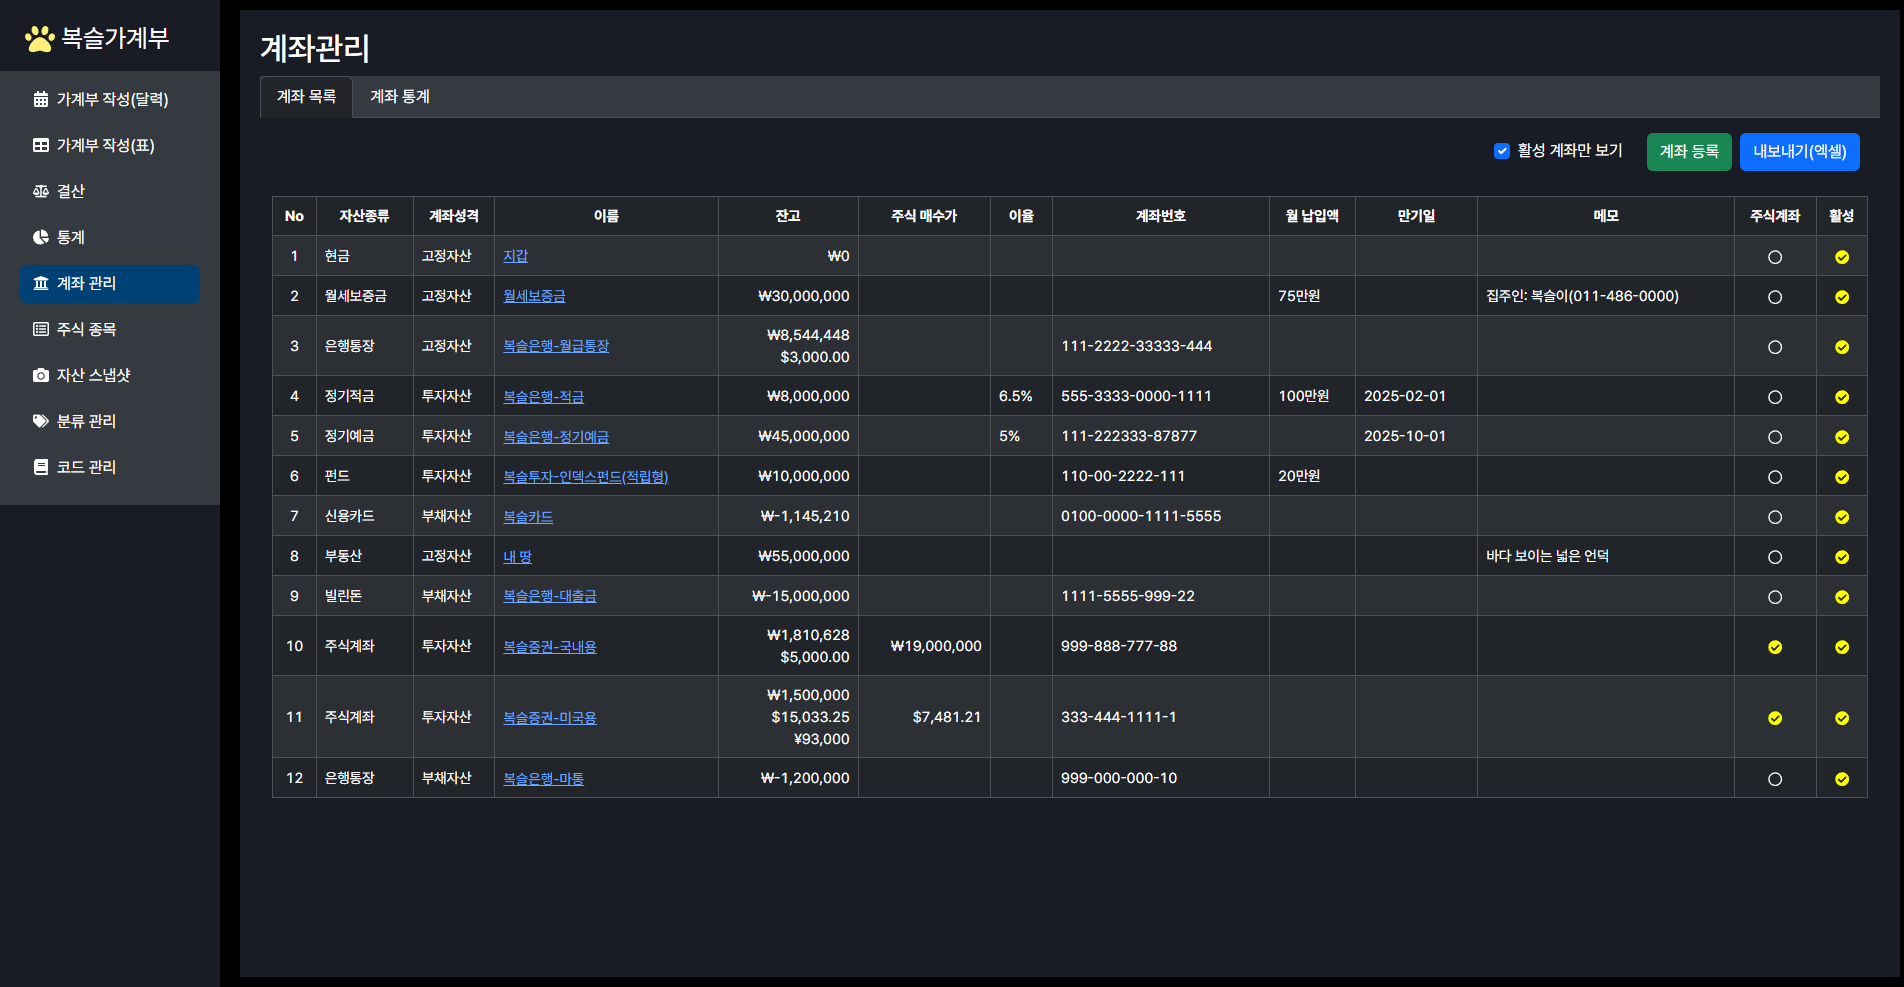 복슬가계부
가계부 작성(달력)
가계부 작성(표)
결산
통계
계좌 관리
주식 종목
자산 스냅샷
분류 관리
코드 관리
계좌관리
계좌 목록 계좌 통계
활성 계좌만 보기 계좌 등록 내보내기(엑셀)
No 자산종류 계좌성격 이름 잔고 주식 매수가 이율 계좌번호 월 납입액 만기일 메모 주식계좌 활성
1 현금 고정자산 지갑 ₩0
2 월세보증금 고정자산 월세보증금 ₩30,000,000 75만원 집주인: 복슬이(011-486-0000)
3 은행통장 고정자산 복슬은행-월급통장 ₩8,544,448 111-2222-33333-444
$3,000.00
4 정기적금 투자자산 복슬은행-적금 ₩8,000,000 6.5% 555-3333-0000-1111 100만원 2025-02-01
5 정기예금 투자자산 복슬은행-정기예금 ₩45,000,000 5% 111-222333-87877 2025-10-01
6 펀드 투자자산 복슬투자-인덱스펀드(적립형) ₩10,000,000 110-00-2222-111 20만원
7 신용카드 부채자산 복슬카드 ₩-1,145,210 0100-0000-1111-5555
8 부동산 고정자산 내 땅 ₩55,000,000 바다 보이는 넓은 언덕
9 빌린돈 부채자산 복슬은행-대출금 ₩-15,000,000 1111-5555-999-22
10 주식계좌 투자자산 복슬증권-국내용 ₩1,810,628 ₩19,000,000 999-888-777-88
$5,000.00
11 주식계좌 투자자산 복슬증권-미국용 ₩1,500,000 $7,481.21 333-444-1111-1
$15,033.25
¥93,000
12 은행통장 부채자산 복슬은행-마통 ₩-1,200,000 999-000-000-10